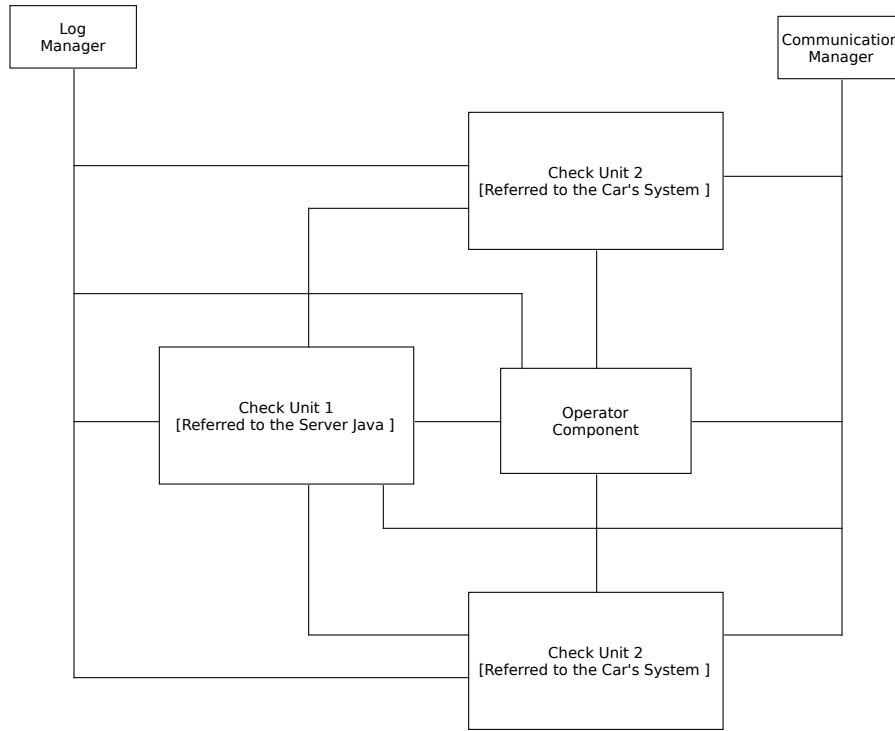 Log
Manager
Communication
Manager
Check Unit 2
[Referred to the Car's System ]
Check Unit 1
[Referred to the Server Java ]
Operator
Component
Check Unit 2
[Referred to the Car's System ]